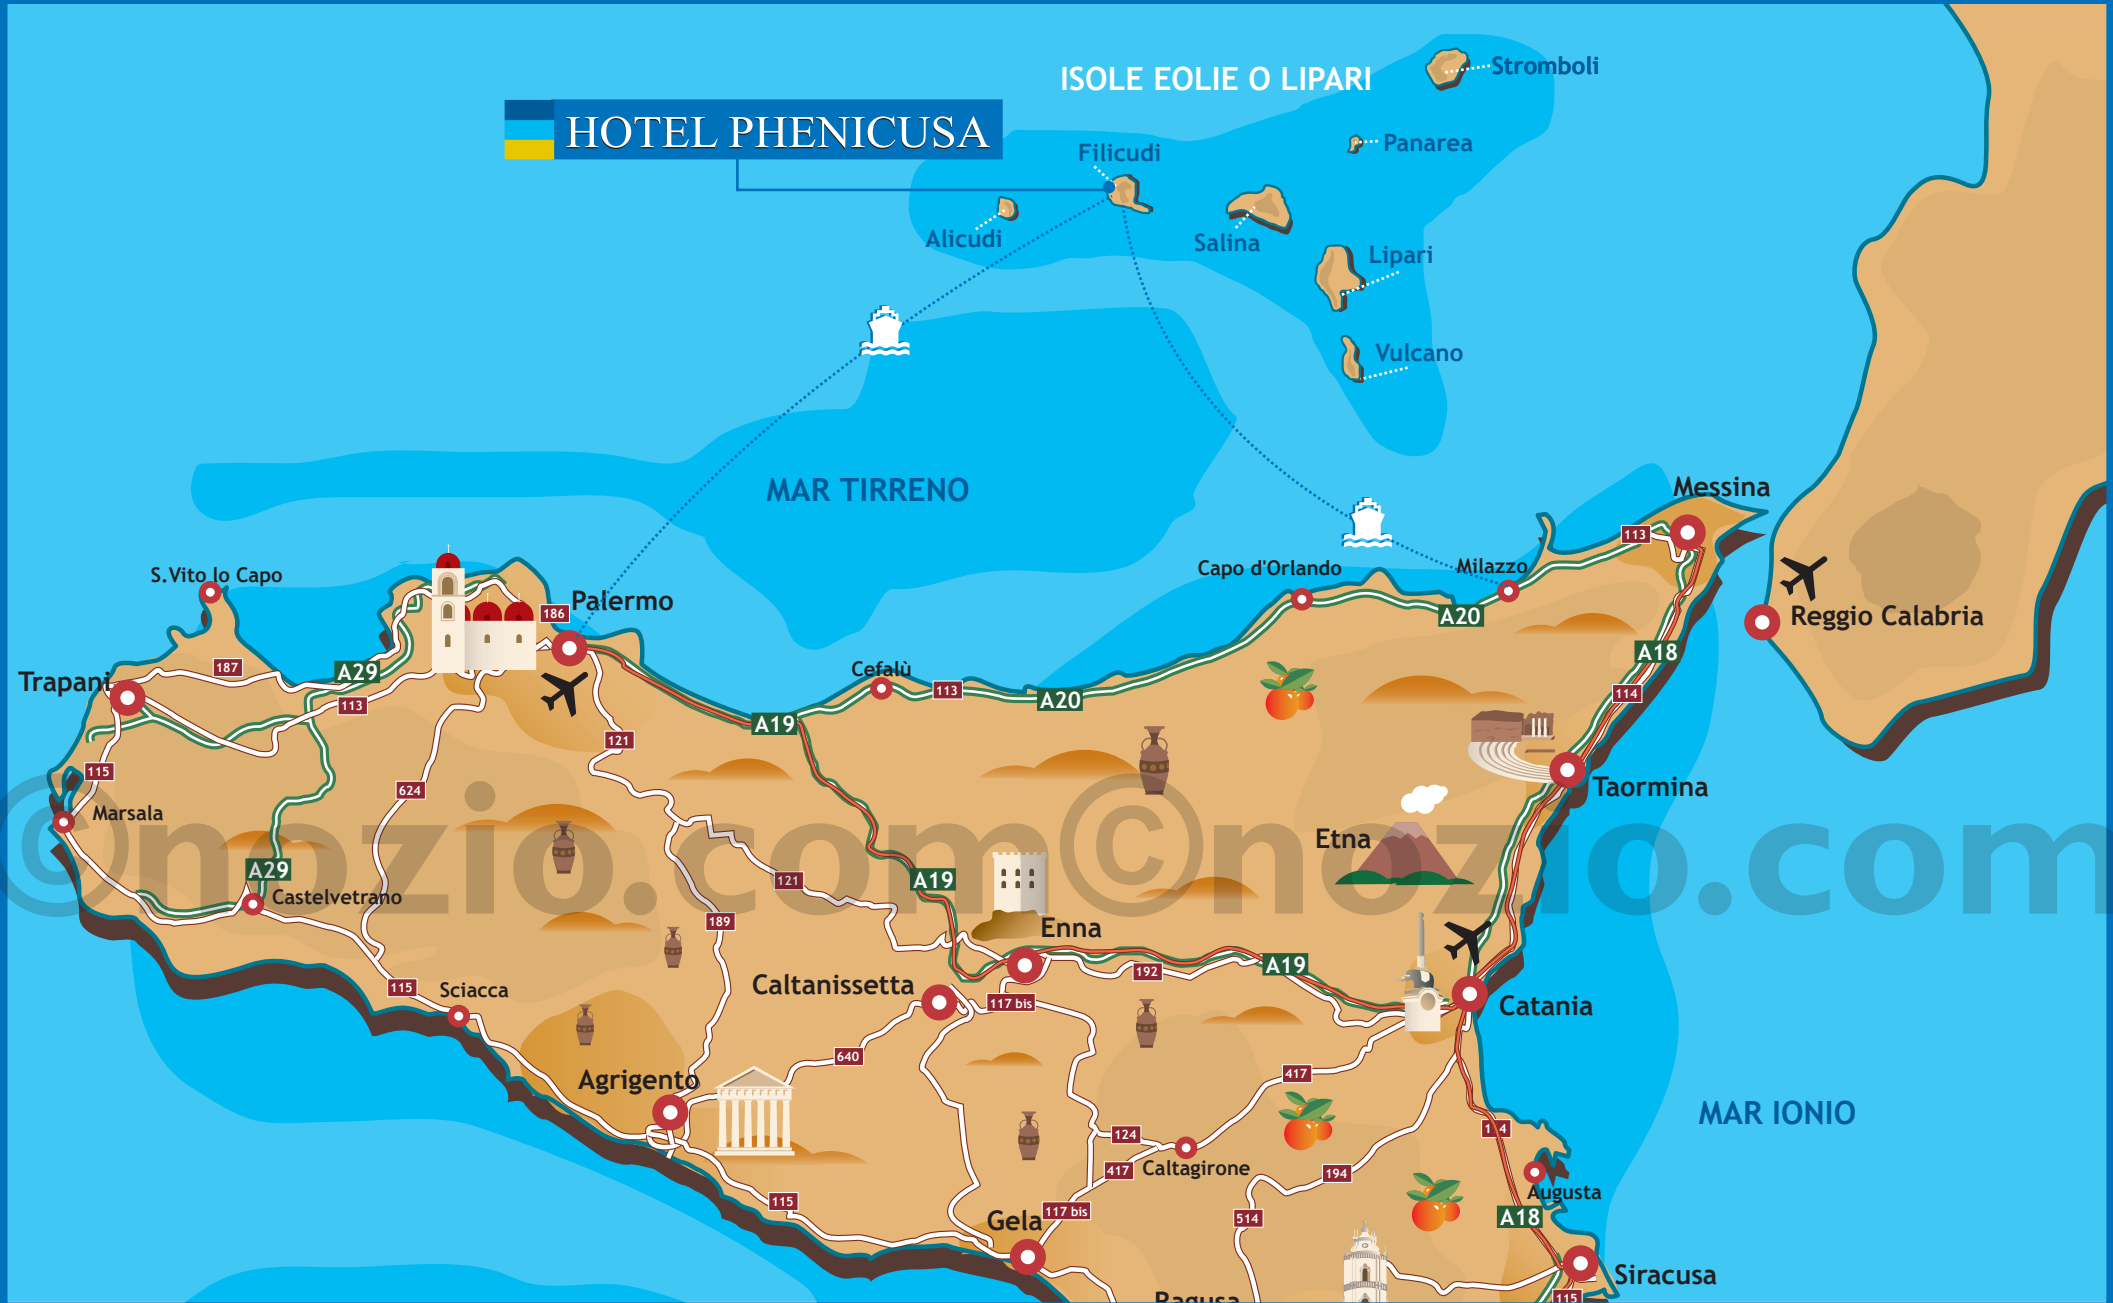 ISOLE EOLIE O LIPARI
Stromboli
HOTEL PHENICUSA
Panarea
Filicudi
Alicudi
Salina
Lipari
Vulcano
MAR TIRRENO
Messina
113
Capo d'Orlando
Milazzo
S.Vito lo Capo
186
Palermo
A20
Reggio Calabria
187
A29
A18
Trapani
Cefalù
113
113
A20
114
A19
121
115
624
Taormina
Marsala
©nozio.com©nozio.com
Etna
A29
121
A19
Castelvetrano
189
Enna
A19
192
115
Sciacca
Caltanissetta
117 bis
Catania
640
417
Agrigento
MAR IONIO
124
417
Caltagirone
194
Augusta
115
117 bis
514
A18
Gela
Siracusa
Ragusa
115